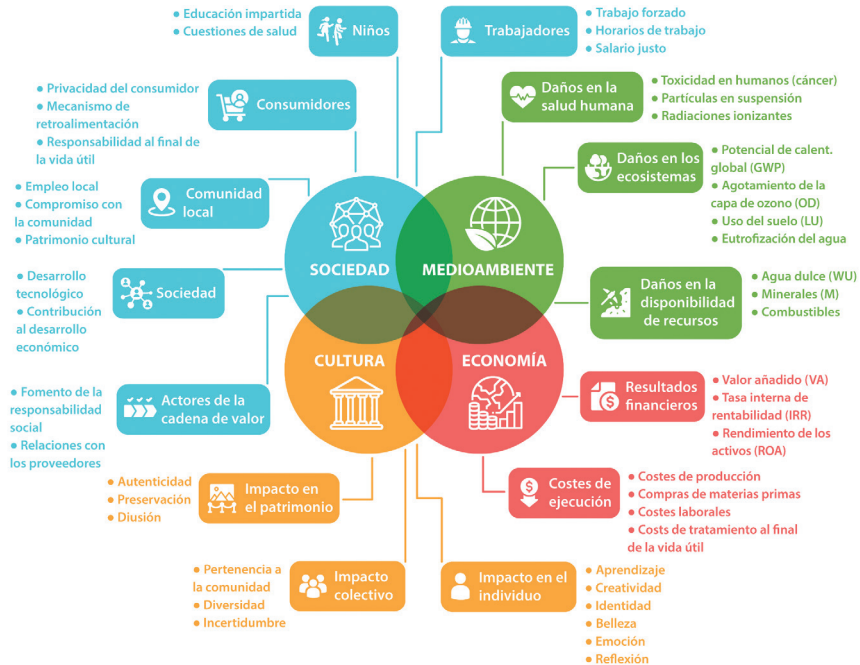 ● Educación impartida
● Cuestiones de salud
Niños
Trabajadores
● Trabajo forzado
● Horarios de trabajo
● Salario justo
● Privacidad del consumidor
● Mecanismo de
retroalimentación
● Responsabilidad al final de
la vida útil
Consumidores
Daños en la
salud humana
● Toxicidad en humanos (cáncer)
● Partículas en suspensión
● Radiaciones ionizantes
● Empleo local
● Compromiso con
la comunidad
● Patrimonio cultural
Comunidad
local
Daños en los
ecosistemas
● Potencial de calent.
global (GWP)
● Agotamiento de la
capa de ozono (OD)
● Uso del suelo (LU)
● Eutrofización del agua
SOCIEDAD
MEDIOAMBIENTE
● Desarrollo
tecnológico
● Contribución
al desarrollo
económico
Sociedad
Daños en la
disponibilidad
de recursos
● Agua dulce (WU)
● Minerales (M)
● Combustibles
CULTURA
ECONOMÍA
● Fomento de la
responsabilidad
social
● Relaciones con
los proveedores
Actores de la
cadena de valor
Resultados
financieros
● Valor añadido (VA)
● Tasa interna de
rentabilidad (IRR)
● Rendimiento de los
activos (ROA)
● Autenticidad
● Preservación
● Diusión
Impacto en
el patrimonio
Costes de
ejecución
● Costes de producción
● Compras de materias primas
● Costes laborales
● Costs de tratamiento al final
de la vida útil
● Pertenencia a
la comunidad
● Diversidad
● Incertidumbre
Impacto
colectivo
Impacto en el
individuo
● Aprendizaje
● Creatividad
● Identidad
● Belleza
● Emoción
● Reflexión